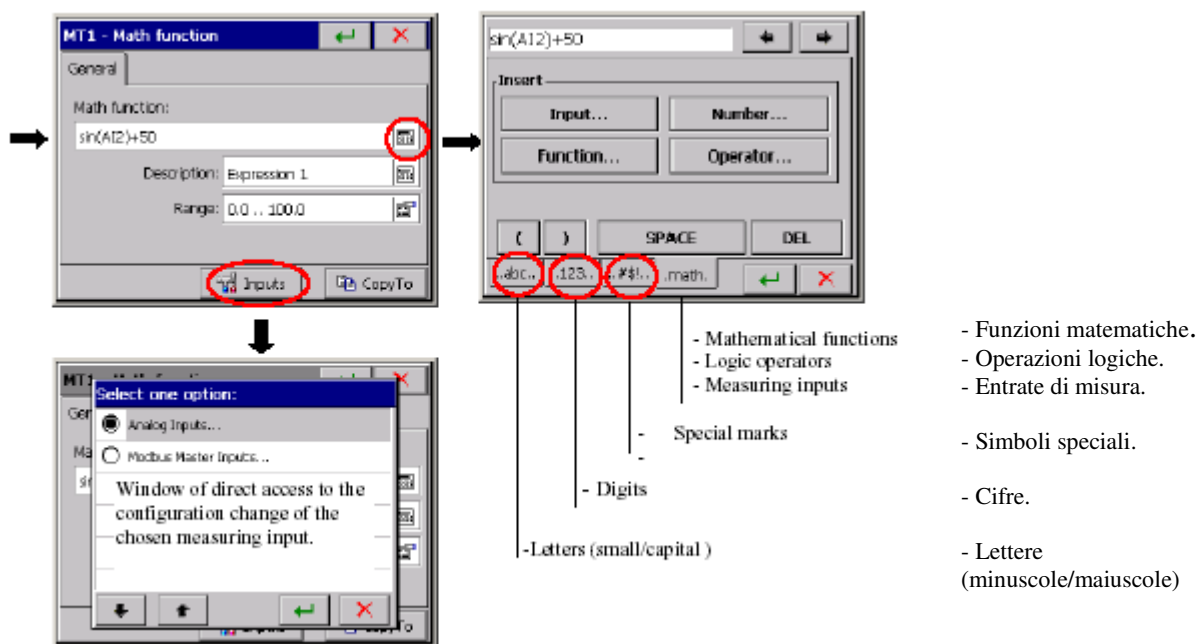 MT1 - Math function
General
Math function:
sin(AI2)+50
Description: Expression 1
Range: 0.0 .. 100.0
Inputs
CopyTo
sin(AI2)+50
Insert
Input...
Number...
Function...
Operator...
(
)
SPACE
DEL
..abc..
.123..
..#$!..
.math.
- Mathematical functions
- Logic operators
- Measuring inputs
- Special marks
-
- Digits
-Letters (small/capital )
- Funzioni matematiche.
- Operazioni logiche.
- Entrate di misura.
- Simboli speciali.
- Cifre.
- Lettere
(minuscole/maiuscole)
MT1
Select one option:
Ger
Analog Inputs...
Ma
Modbus Master Inputs...
Window of direct access to the
configuration change of the
chosen measuring input.